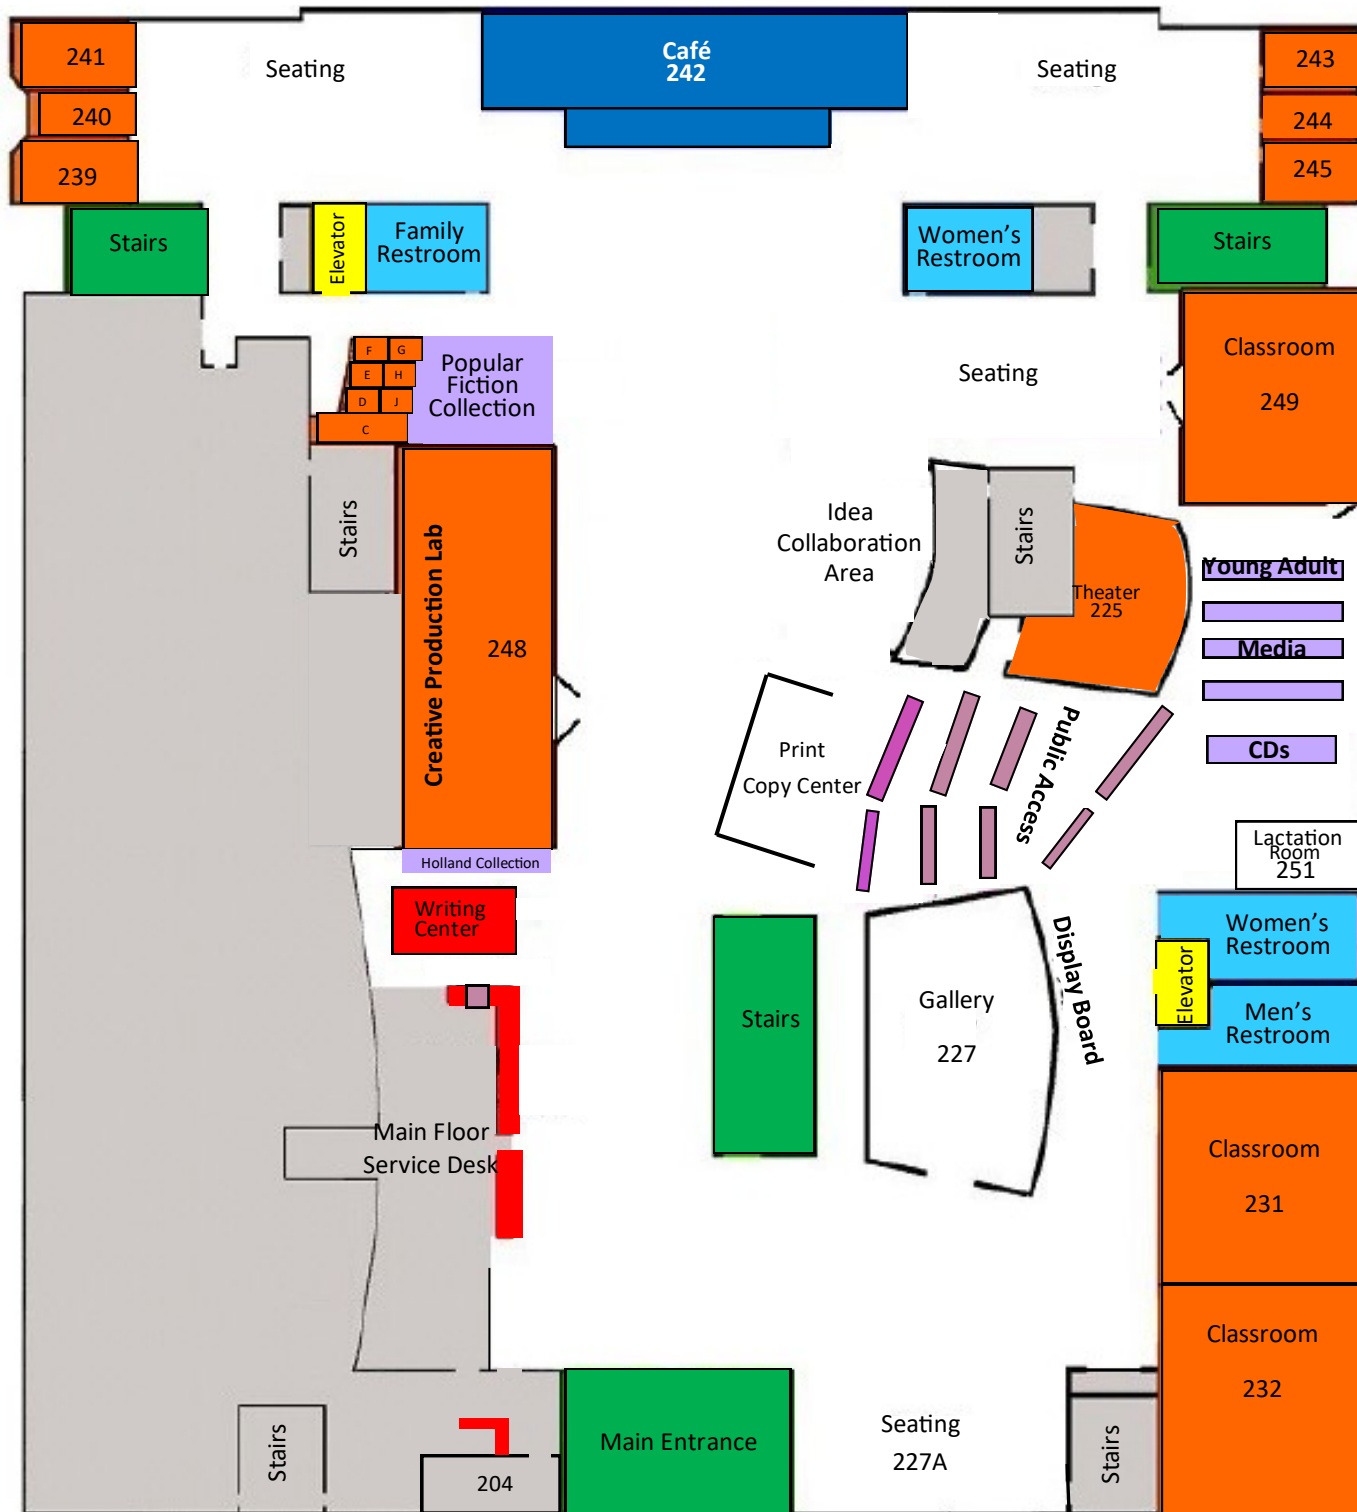 241
Seating
Café
242
Seating
243
240
244
239
245
Stairs
Elevator
Family
Restroom
Women's
Restroom
Stairs
F
G
E
H
D
J
C
Popular
Fiction
Collection
Seating
Classroom
249
Stairs
Creative Production Lab
248
Idea
Collaboration
Area
Stairs
Theater
225
Young Adult
Media
CDs
Print
Copy Center
Public Access
Lactation
Room
251
Holland Collection
Writing
Center
Women's
Restroom
Elevator
Men's
Restroom
Display Board
Stairs
Gallery
227
Main Floor
Service Desk
Classroom
231
Classroom
232
Stairs
204
Main Entrance
Seating
227A
Stairs